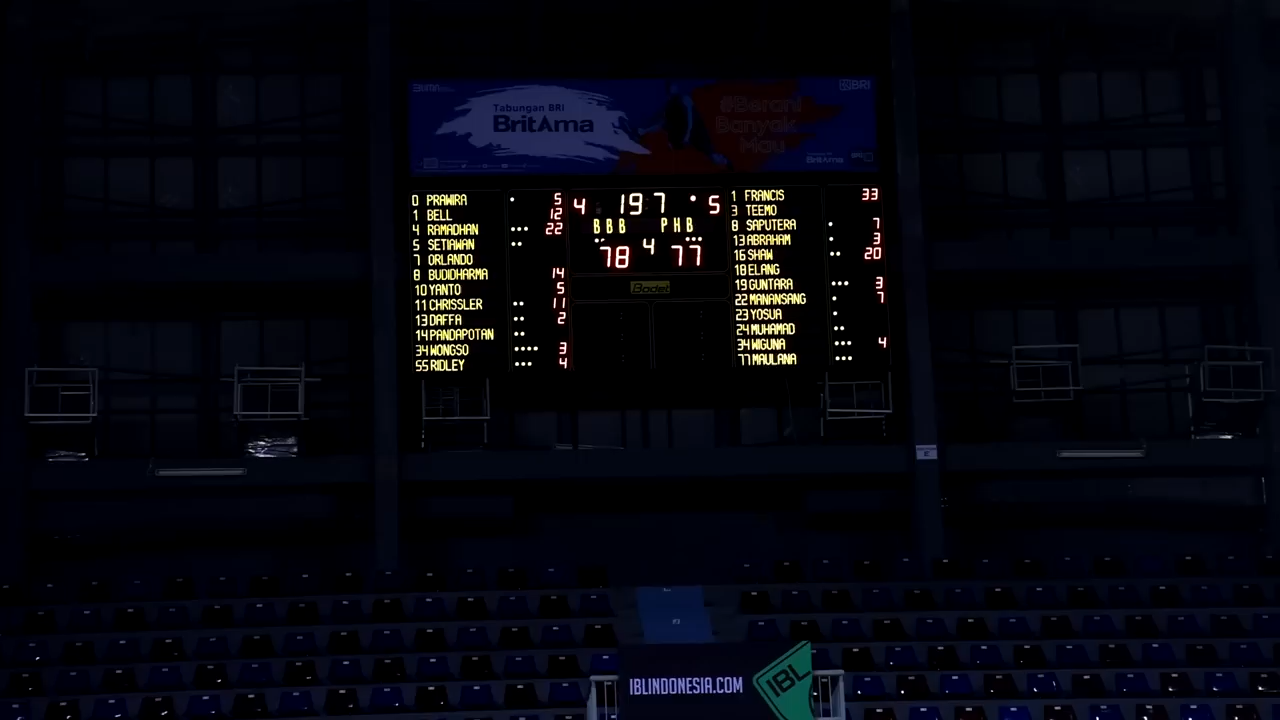 BRI
Tabungan BRI
BritAma
#Berani
Banyak
Mau
BritAma
0 PRAWIRA 5
1 BELL 12
4 RAMADHAN 22
5 SETIAWAN
7 ORLANDO
8 BUDIDHARMA 14
10 YANTO 5
11 CHRISSLER 11
13 DAFFA 2
14 PANDAPOTAN
34 WONGSO 3
55 RIDLEY 4
4 19.7 5
BBB PHB
78 4 77
Bodet
1 FRANCIS 33
3 TEEMO
8 SAPUTERA 7
13 ABRAHAM 3
16 SHAW 20
18 ELANG
19 GUNTARA 3
22 MANANSANG 7
23 YOSUA
24 MUHAMAD
34 WIGUNA 4
77 MAULANA
E
IBLINDONESIA.COM
IBL